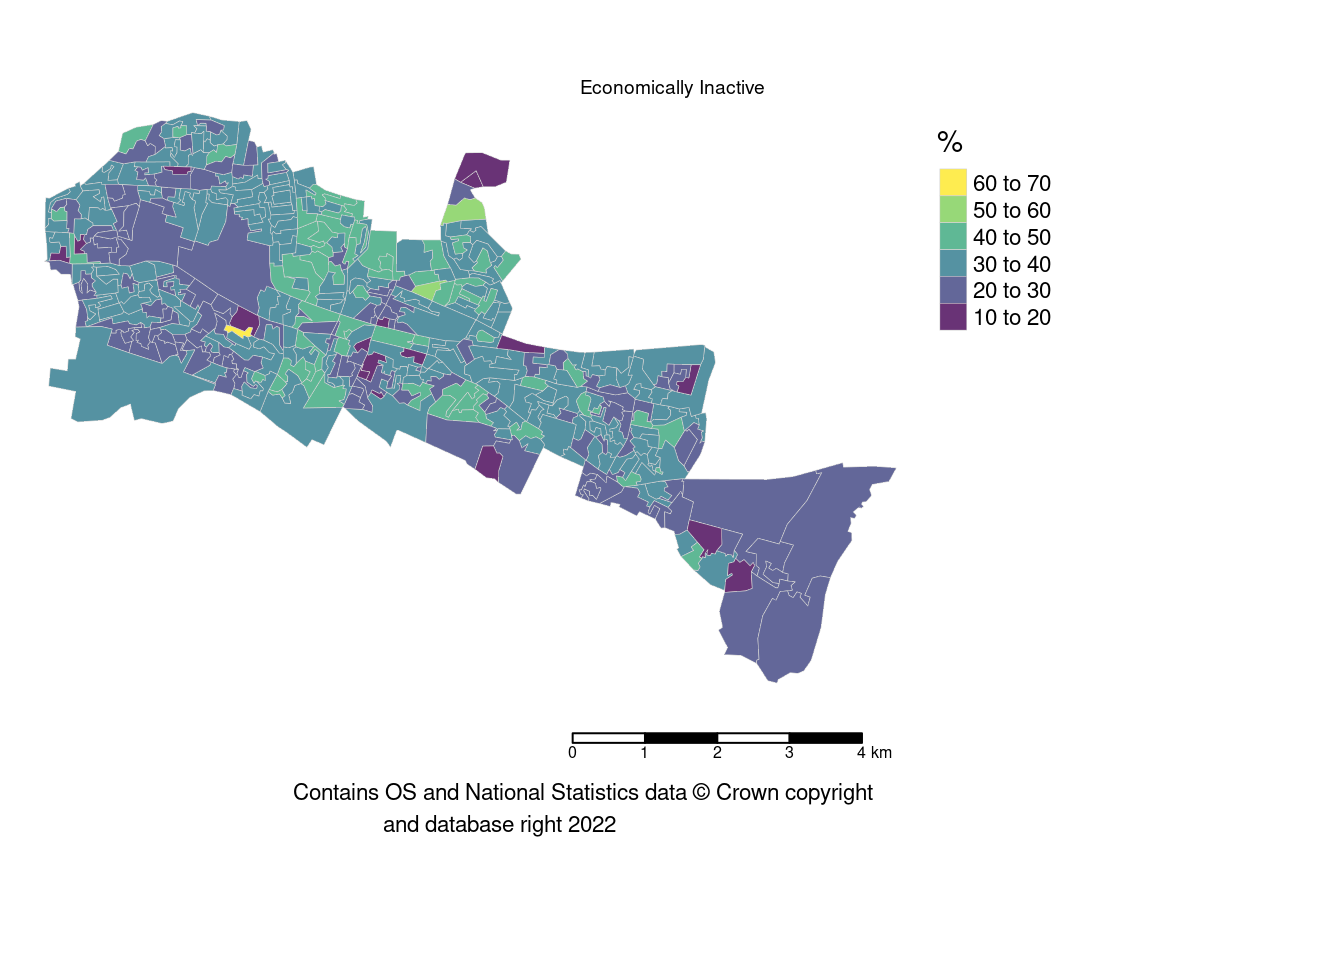 Economically Inactive
%
60 to 70
50 to 60
40 to 50
30 to 40
20 to 30
10 to 20
0 1 2 3 4 km
Contains OS and National Statistics data © Crown copyright
and database right 2022